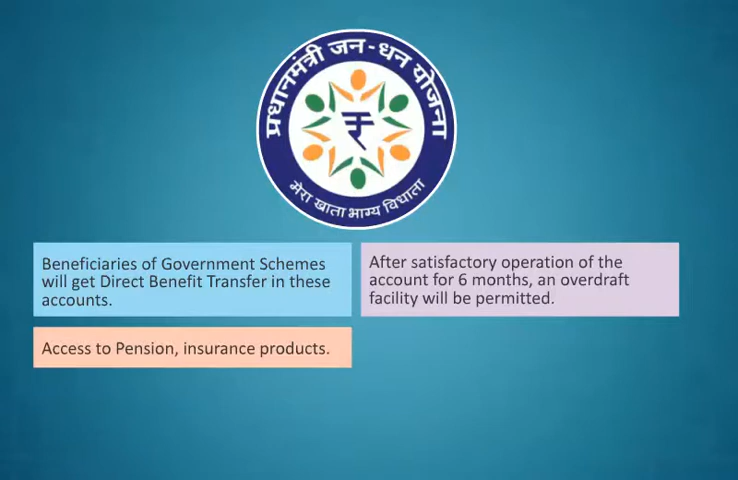 प्रधानमंत्री जन - धन योजना
₹
मेरा खाता भाग्य विधाता
Beneficiaries of Government Schemes
will get Direct Benefit Transfer in these
accounts.
After satisfactory operation of the
account for 6 months, an overdraft
facility will be permitted.
Access to Pension, insurance products.